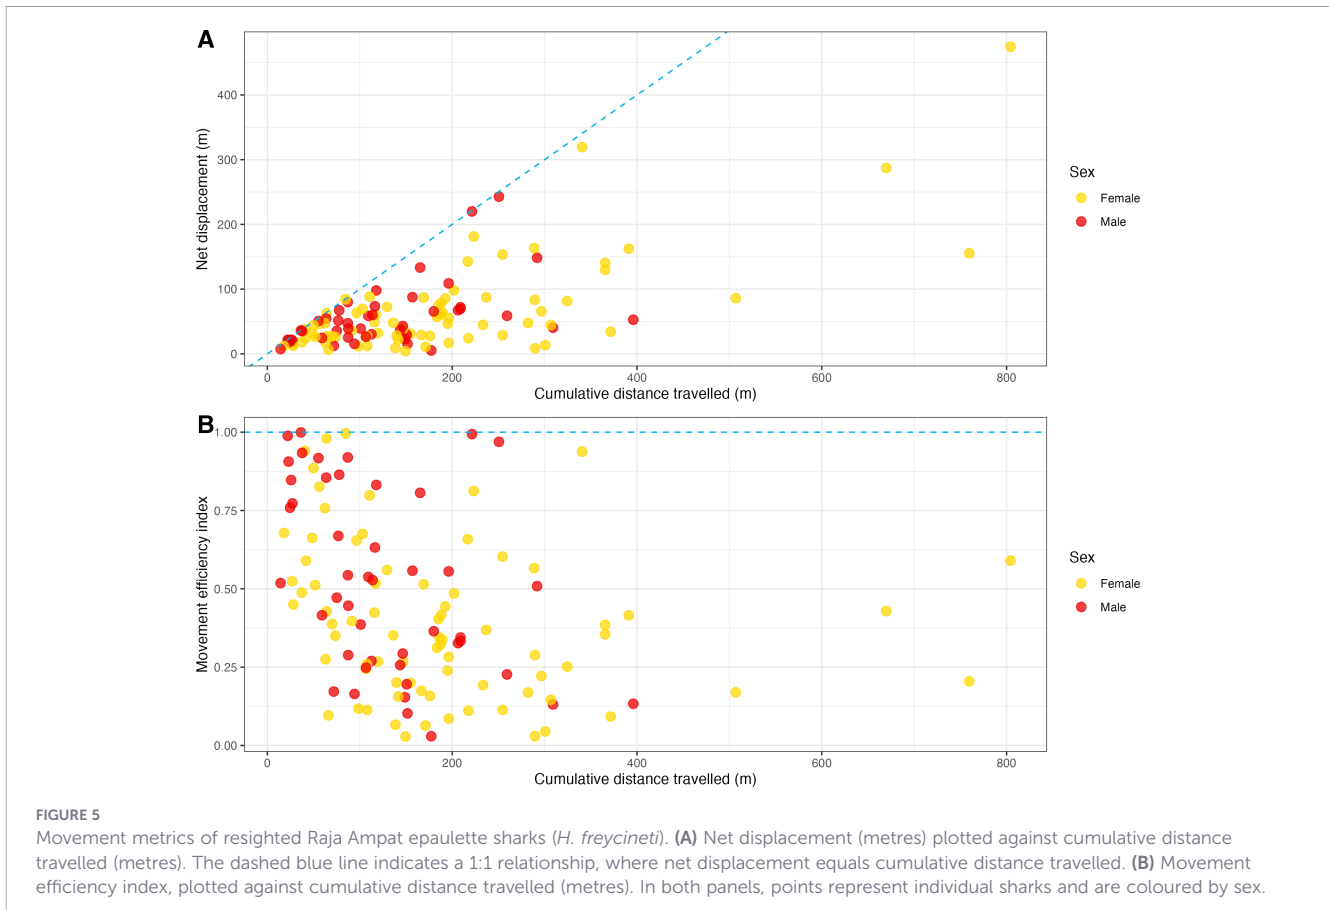 A
400
300
200
100
0
Net displacement (m)
0 200 400 600 800
Cumulative distance travelled (m)
Sex
Female
Male
B
1.00
0.75
0.50
0.25
0.00
Movement efficiency index
0 200 400 600 800
Cumulative distance travelled (m)
Sex
Female
Male
FIGURE 5
Movement metrics of resighted Raja Ampat epaulette sharks (H. freycineti). (A) Net displacement (metres) plotted against cumulative distance
travelled (metres). The dashed blue line indicates a 1:1 relationship, where net displacement equals cumulative distance travelled. (B) Movement
efficiency index, plotted against cumulative distance travelled (metres). In both panels, points represent individual sharks and are coloured by sex.